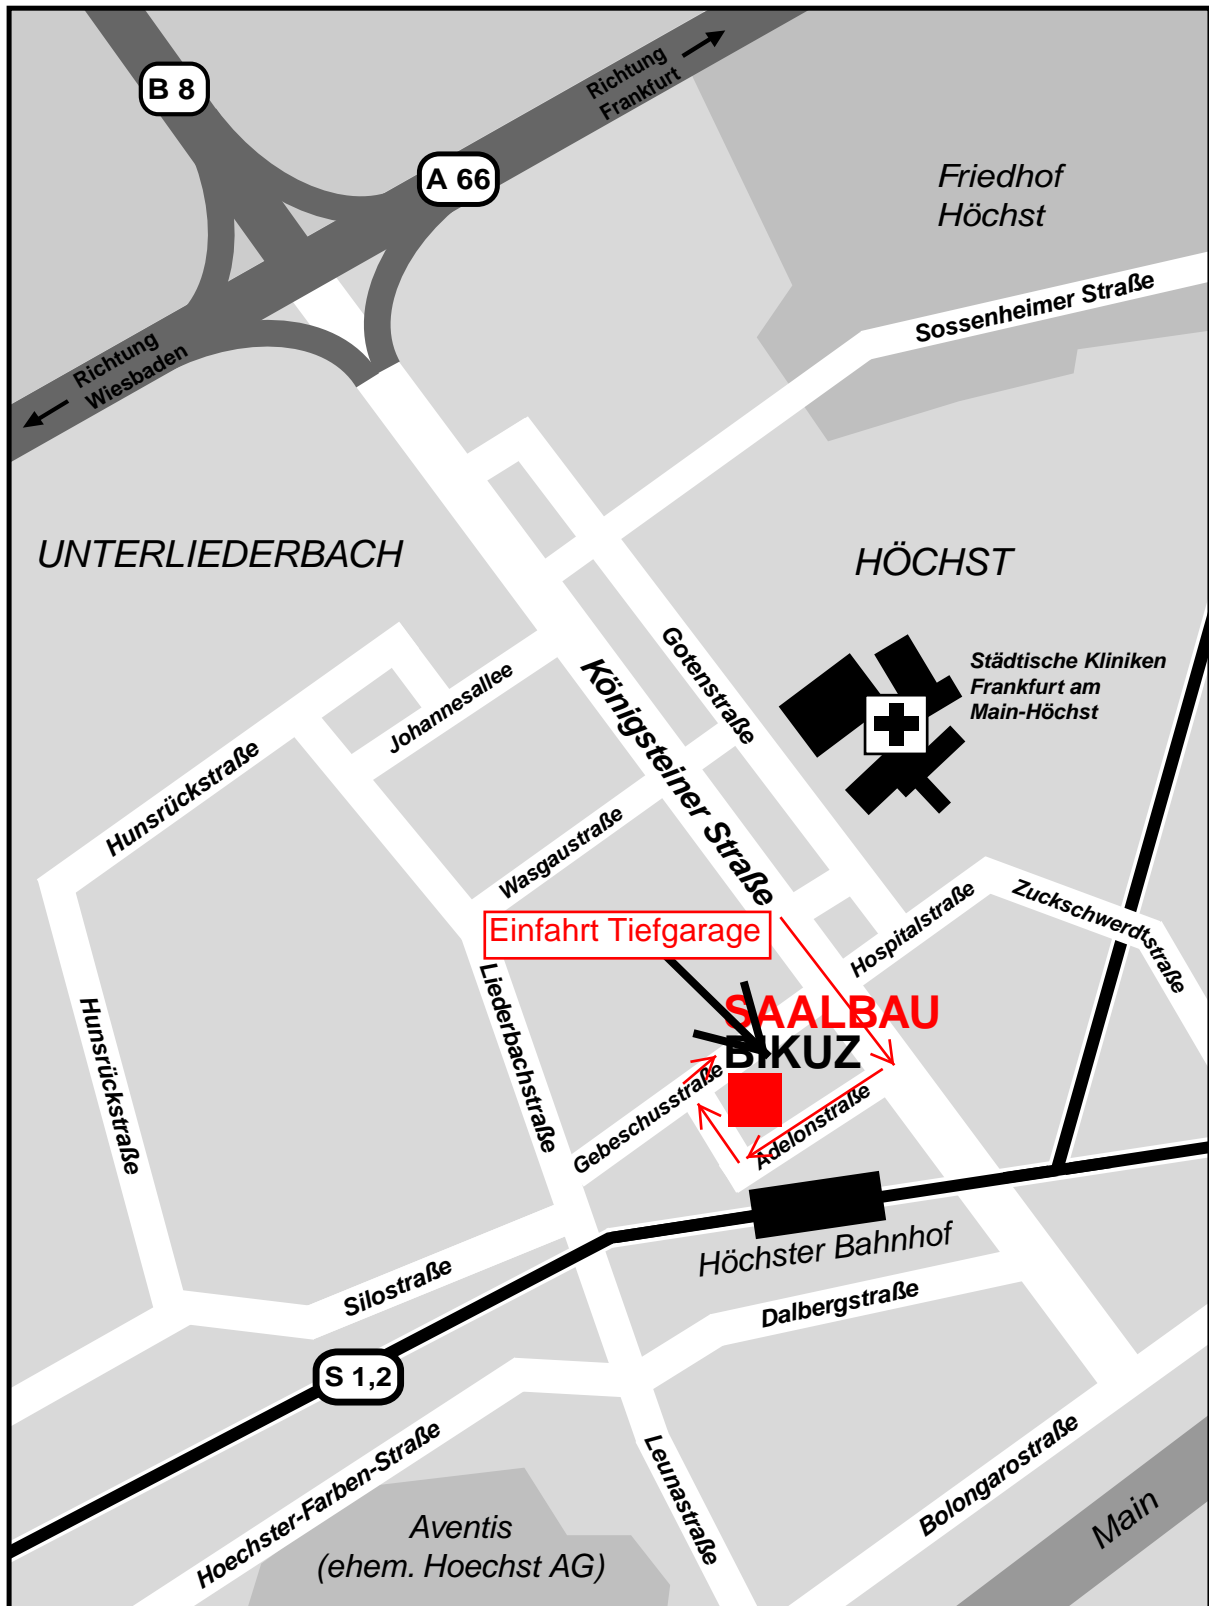 B 8
Richtung
Frankfurt
A 66
Friedhof
Höchst
Sossenheimer Straße
Richtung
Wiesbaden
UNTERLIEDERBACH
HÖCHST
Städtische Kliniken
Frankfurt am
Main-Höchst
Gotenstraße
Johannesallee
Königsteiner Straße
Hunsrückstraße
Wasgaustraße
Hospitalstraße
Zuckschwerdtstraße
Einfahrt Tiefgarage
Liederbachstraße
Hunsrückstraße
SAALBAU
BIKUZ
Gebeschusstraße
Adelonstraße
Höchster Bahnhof
Silostraße
Dalbergstraße
S 1,2
Hoechster-Farben-Straße
Leunastraße
Bolongarostraße
Main
Aventis
(ehem. Hoechst AG)